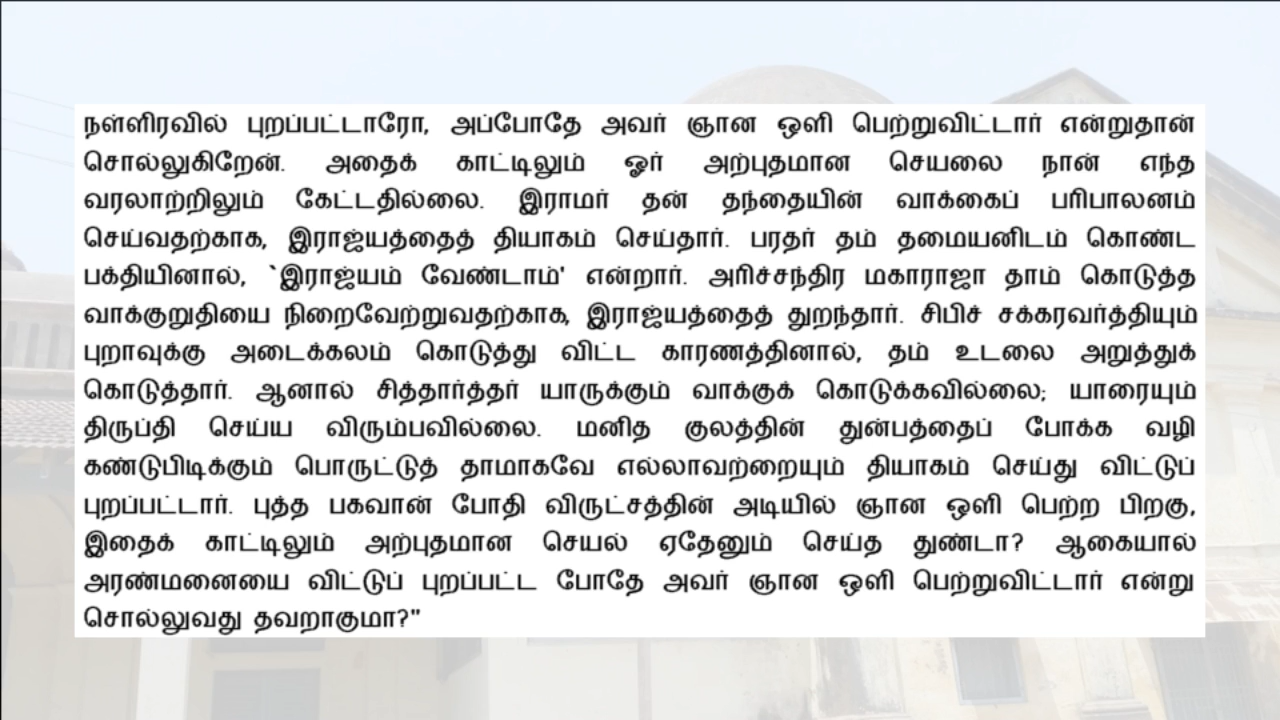 நள்ளிரவில் புறப்பட்டாரோ, அப்போதே அவர் ஞான ஒளி பெற்றுவிட்டார் என்றுதான்
சொல்லுகிறேன். அதைக் காட்டிலும் ஓர் அற்புதமான செயலை நான் எந்த
வரலாற்றிலும் கேட்டதில்லை. இராமர் தன் தந்தையின் வாக்கைப் பரிபாலனம்
செய்வதற்காக, இராஜ்யத்தைத் தியாகம் செய்தார். பரதர் தம் தமையனிடம் கொண்ட
பக்தியினால், `இராஜ்யம் வேண்டாம்' என்றார். அரிச்சந்திர மகாராஜா தாம் கொடுத்த
வாக்குறுதியை நிறைவேற்றுவதற்காக, இராஜ்யத்தைத் துறந்தார். சிபிச் சக்கரவர்த்தியும்
புறாவுக்கு அடைக்கலம் கொடுத்து விட்ட காரணத்தினால், தம் உடலை அறுத்துக்
கொடுத்தார். ஆனால் சித்தார்த்தர் யாருக்கும் வாக்குக் கொடுக்கவில்லை; யாரையும்
திருப்தி செய்ய விரும்பவில்லை. மனித குலத்தின் துன்பத்தைப் போக்க வழி
கண்டுபிடிக்கும் பொருட்டுத் தாமாகவே எல்லாவற்றையும் தியாகம் செய்து விட்டுப்
புறப்பட்டார். புத்த பகவான் போதி விருட்சத்தின் அடியில் ஞான ஒளி பெற்ற பிறகு,
இதைக் காட்டிலும் அற்புதமான செயல் ஏதேனும் செய்த துண்டா? ஆகையால்
அரண்மனையை விட்டுப் புறப்பட்ட போதே அவர் ஞான ஒளி பெற்றுவிட்டார் என்று
சொல்லுவது தவறாகுமா?"